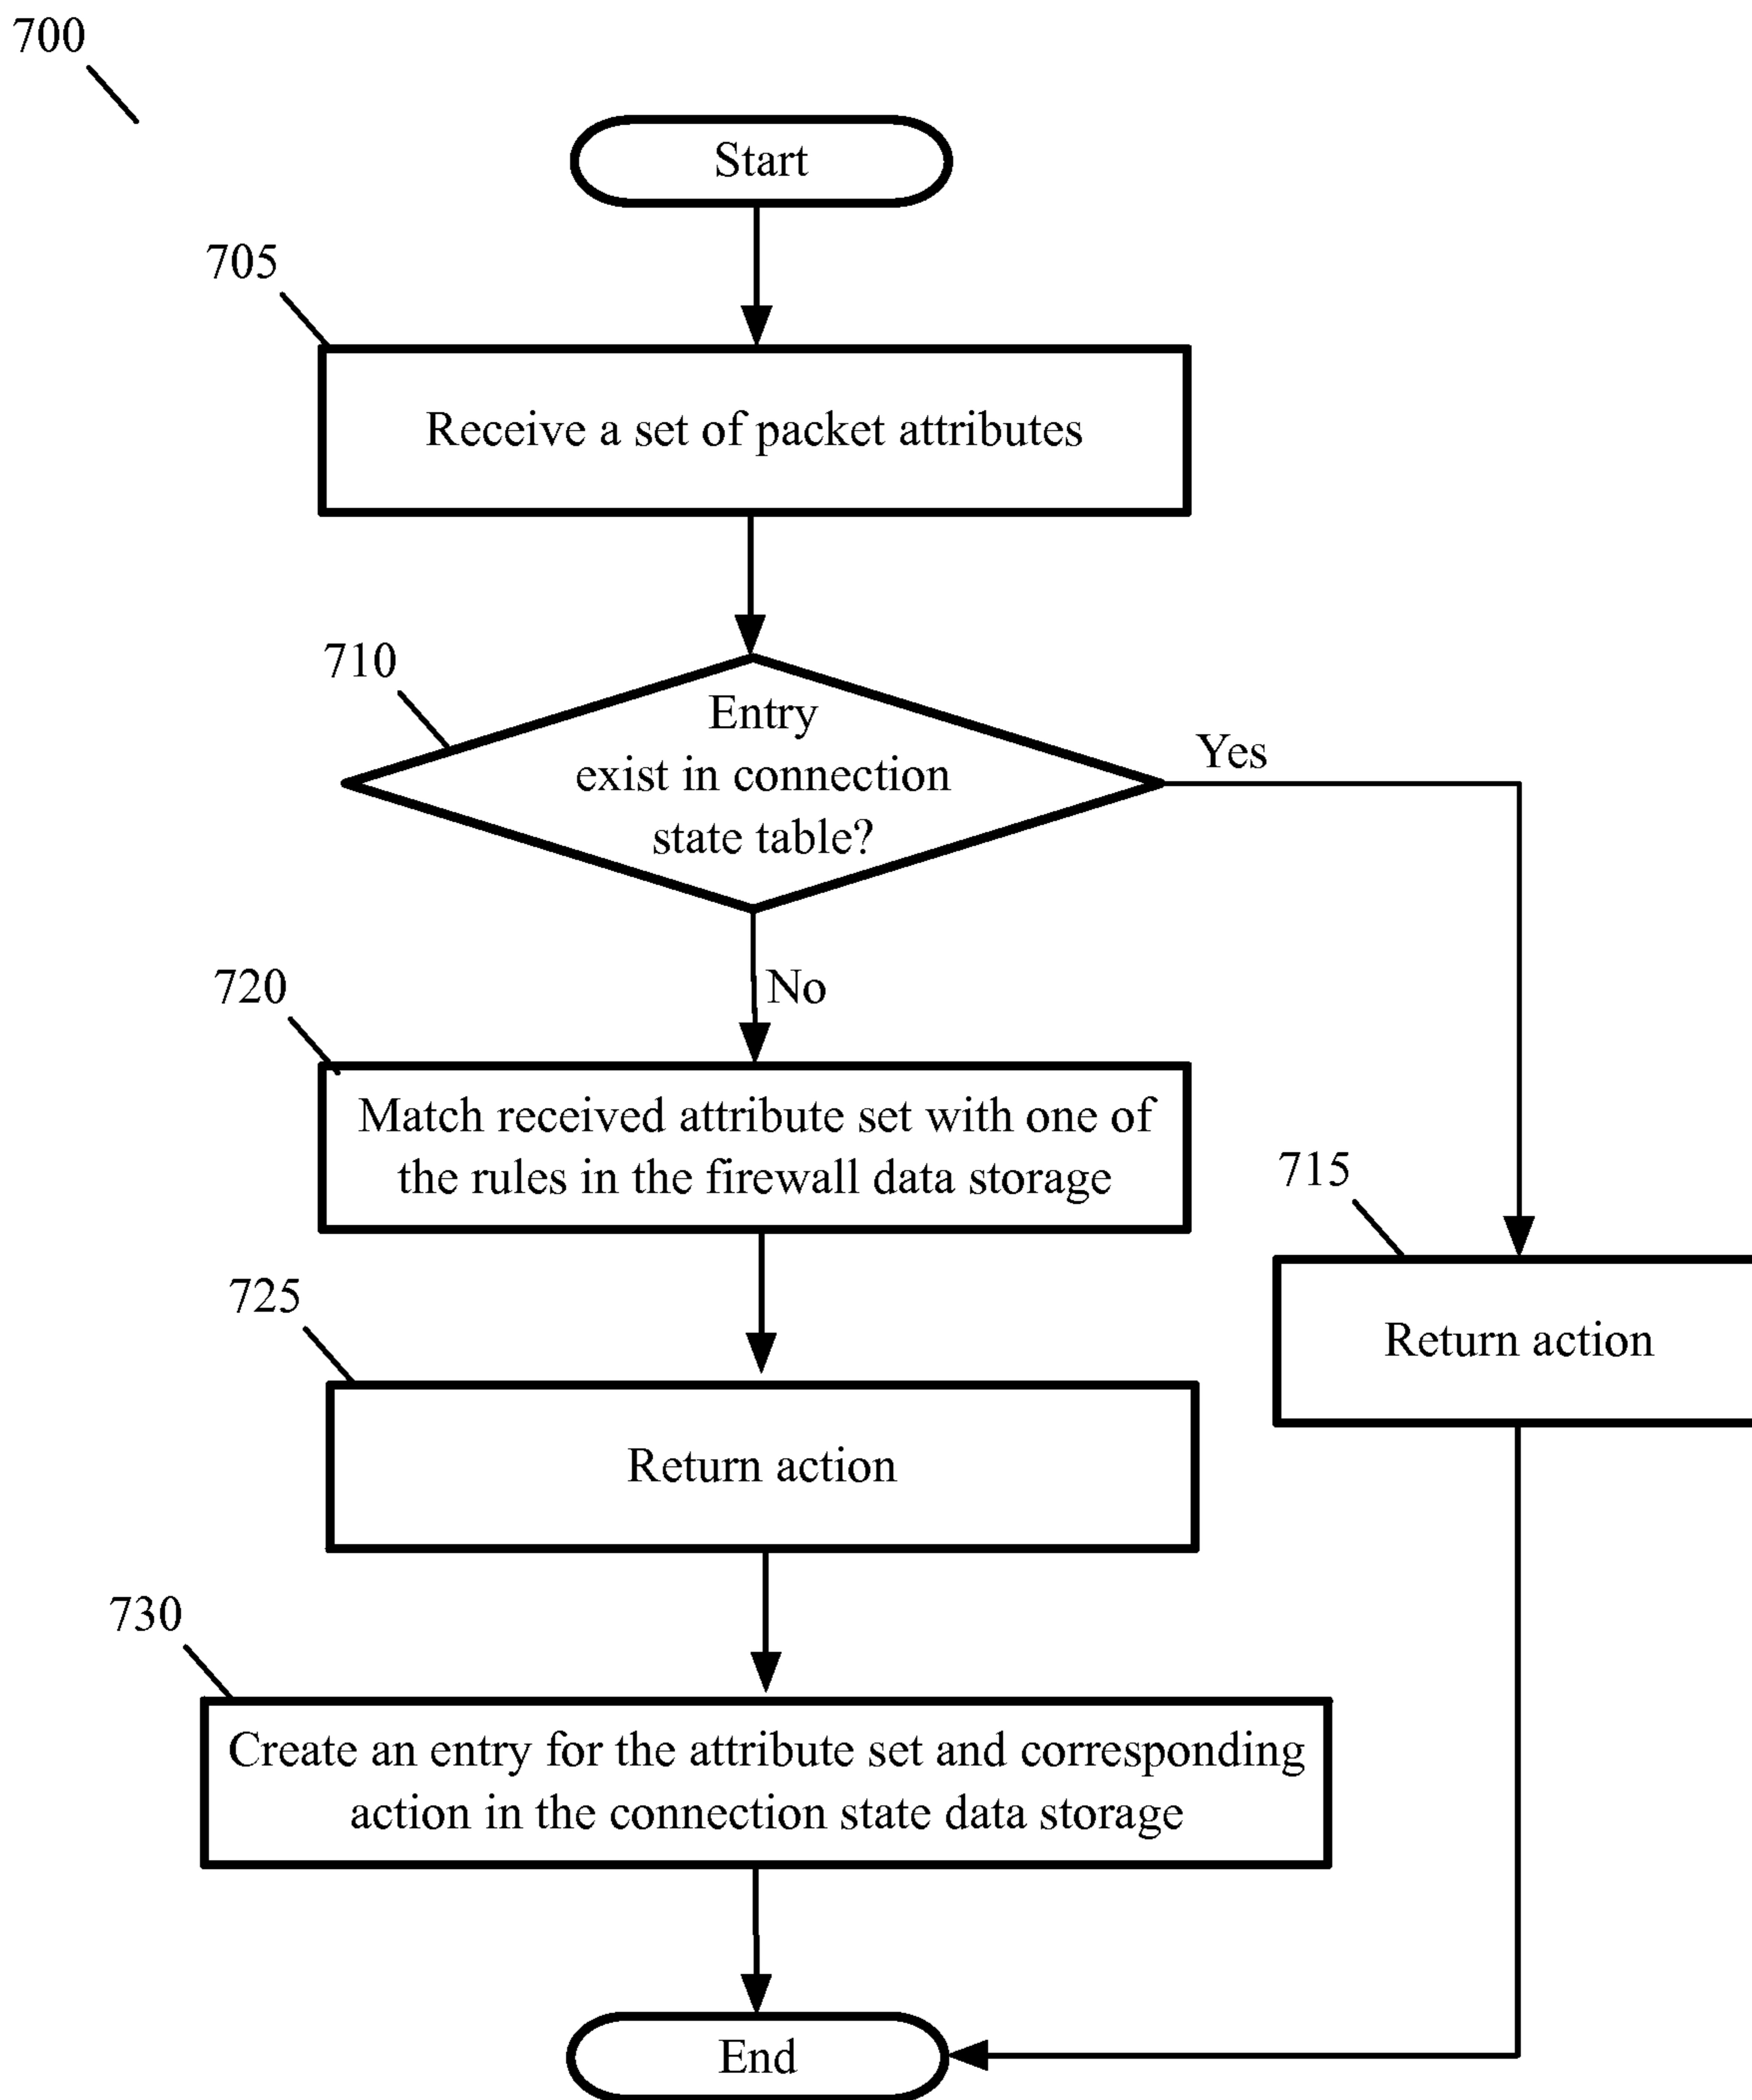 700
Start
705
Receive a set of packet attributes
710
Entry
exist in connection
state table?
Yes
No
720
Match received attribute set with one of
the rules in the firewall data storage
715
Return action
725
Return action
730
Create an entry for the attribute set and corresponding
action in the connection state data storage
End